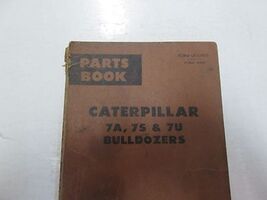 PARTS
BOOK
CATERPILLAR
7A, 7S & 7U
BULLDOZERS